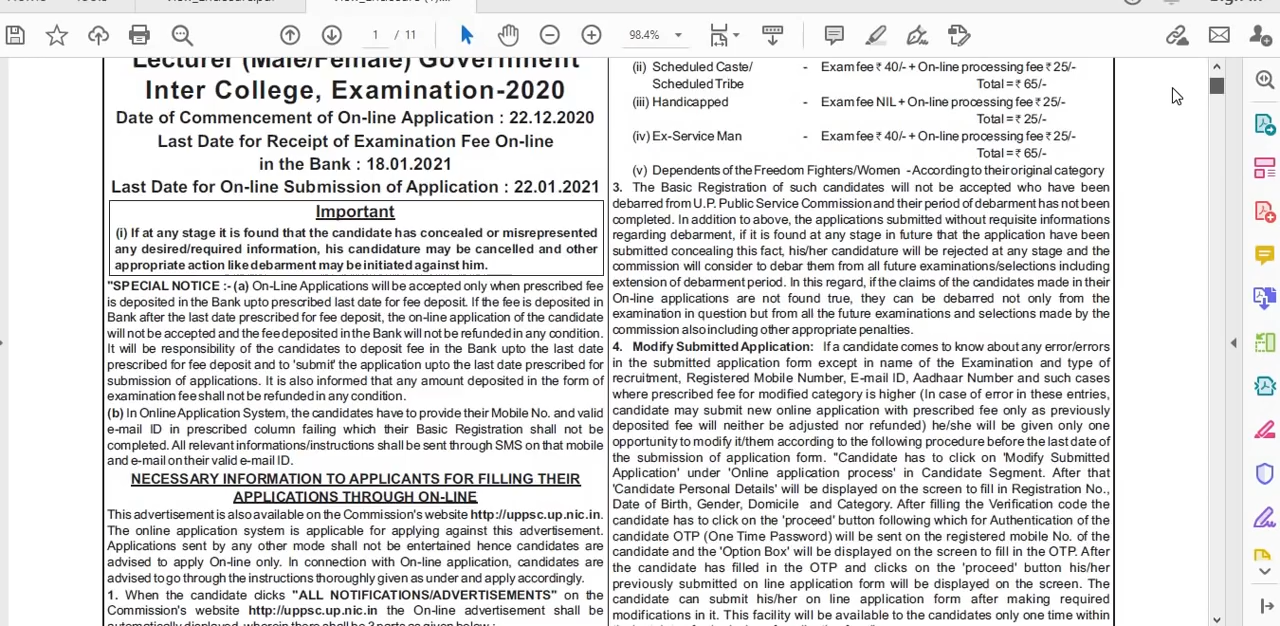 1 / 11
98.4%
Lecturer (Male/Female) Government
Inter College, Examination-2020
Date of Commencement of On-line Application : 22.12.2020
Last Date for Receipt of Examination Fee On-line
in the Bank : 18.01.2021
Last Date for On-line Submission of Application : 22.01.2021
Important
(i) If at any stage it is found that the candidate has concealed or misrepresented
any desired/required information, his candidature may be cancelled and other
appropriate action like debarment may be initiated against him.
"SPECIAL NOTICE :- (a) On-Line Applications will be accepted only when prescribed fee
is deposited in the Bank upto prescribed last date for fee deposit. If the fee is deposited in
Bank after the last date prescribed for fee deposit, the on-line application of the candidate
will not be accepted and the fee deposited in the Bank will not be refunded in any condition.
It will be responsibility of the candidates to deposit fee in the Bank upto the last date
prescribed for fee deposit and to 'submit' the application upto the last date prescribed for
submission of applications. It is also informed that any amount deposited in the form of
examination fee shall not be refunded in any condition.
(b) In Online Application System, the candidates have to provide their Mobile No. and valid
e-mail ID in prescribed column failing which their Basic Registration shall not be
completed. All relevant informations/instructions shall be sent through SMS on that mobile
and e-mail on their valid e-mail ID.
NECESSARY INFORMATION TO APPLICANTS FOR FILLING THEIR
APPLICATIONS THROUGH ON-LINE
This advertisement is also available on the Commission's website http://uppsc.up.nic.in.
The online application system is applicable for applying against this advertisement.
Applications sent by any other mode shall not be entertained hence candidates are
advised to apply On-line only. In connection with On-line application, candidates are
advised to go through the instructions thoroughly given as under and apply accordingly.
1. When the candidate clicks "ALL NOTIFICATIONS/ADVERTISEMENTS" on the
Commission's website http://uppsc.up.nic.in the On-line advertisement shall be
automatically displayed, wherein there shall be 3 parts as given below :
(ii) Scheduled Caste/ - Exam fee ₹ 40/- + On-line processing fee ₹ 25/-
Scheduled Tribe Total = ₹ 65/-
(iii) Handicapped - Exam fee NIL + On-line processing fee ₹ 25/-
Total = ₹ 25/-
(iv) Ex-Service Man - Exam fee ₹ 40/- + On-line processing fee ₹ 25/-
Total = ₹ 65/-
(v) Dependents of the Freedom Fighters/Women - According to their original category
3. The Basic Registration of such candidates will not be accepted who have been
debarred from U.P. Public Service Commission and their period of debarment has not been
completed. In addition to above, the applications submitted without requisite informations
regarding debarment, if it is found at any stage in future that the application have been
submitted concealing this fact, his/her candidature will be rejected at any stage and the
commission will consider to debar them from all future examinations/selections including
extension of debarment period. In this regard, if the claims of the candidates made in their
On-line applications are not found true, they can be debarred not only from the
examination in question but from all the future examinations and selections made by the
commission also including other appropriate penalties.
4. Modify Submitted Application: If a candidate comes to know about any error/errors
in the submitted application form except in name of the Examination and type of
recruitment, Registered Mobile Number, E-mail ID, Aadhaar Number and such cases
where prescribed fee for modified category is higher (In case of error in these entries,
candidate may submit new online application with prescribed fee only as previously
deposited fee will neither be adjusted nor refunded) he/she will be given only one
opportunity to modify it/them according to the following procedure before the last date of
the submission of application form. "Candidate has to click on 'Modify Submitted
Application' under 'Online application process' in Candidate Segment. After that
'Candidate Personal Details' will be displayed on the screen to fill in Registration No.,
Date of Birth, Gender, Domicile and Category. After filling the Verification code the
candidate has to click on the 'proceed' button following which for Authentication of the
candidate OTP (One Time Password) will be sent on the registered mobile No. of the
candidate and the 'Option Box' will be displayed on the screen to fill in the OTP. After
the candidate has filled in the OTP and clicks on the 'proceed' button his/her
previously submitted on line application form will be displayed on the screen. The
candidate can submit his/her on line application form after making required
modifications in it. This facility will be available to the candidates only one time within